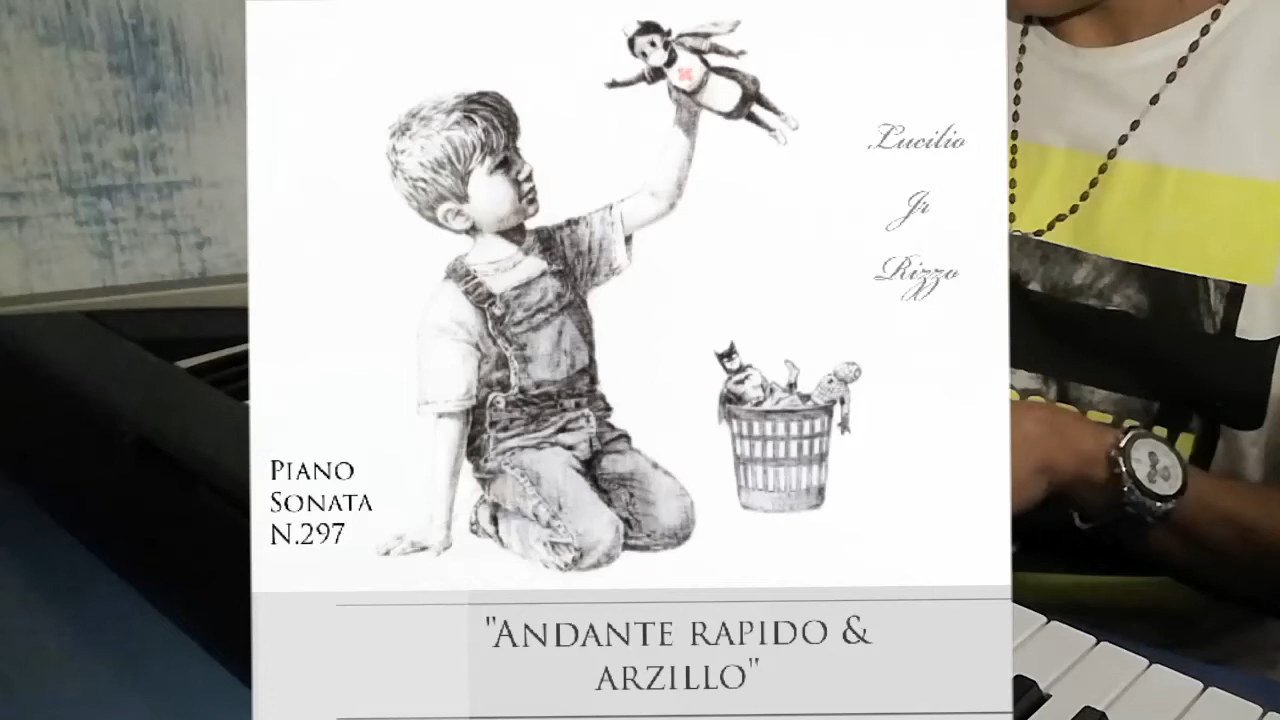 Lucilio
Jr
Rizzo
PIANO
SONATA
N.297
"ANDANTE RAPIDO &
ARZILLO"